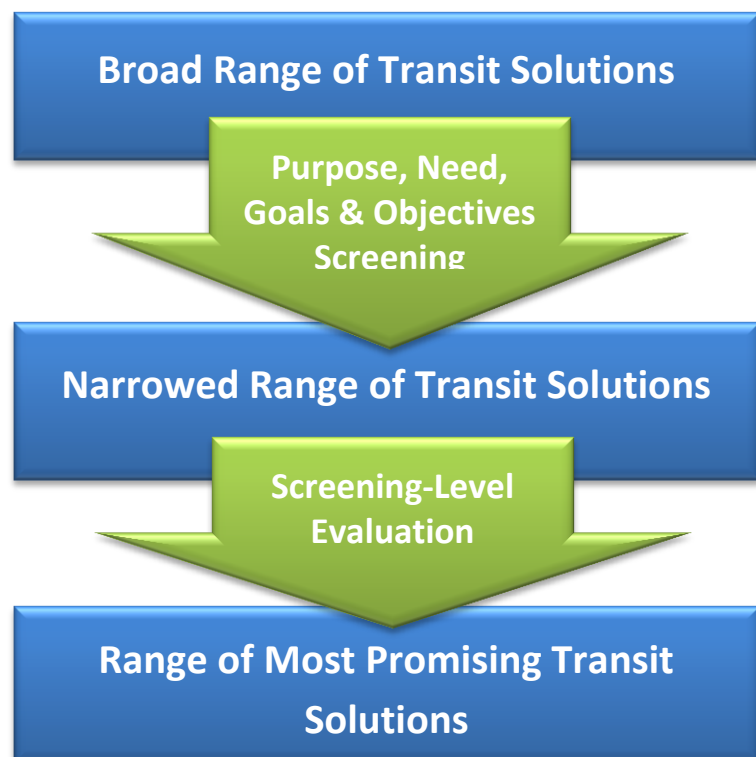 Broad Range of Transit Solutions
Purpose, Need,
Goals & Objectives
Screening
Narrowed Range of Transit Solutions
Screening-Level
Evaluation
Range of Most Promising Transit
Solutions